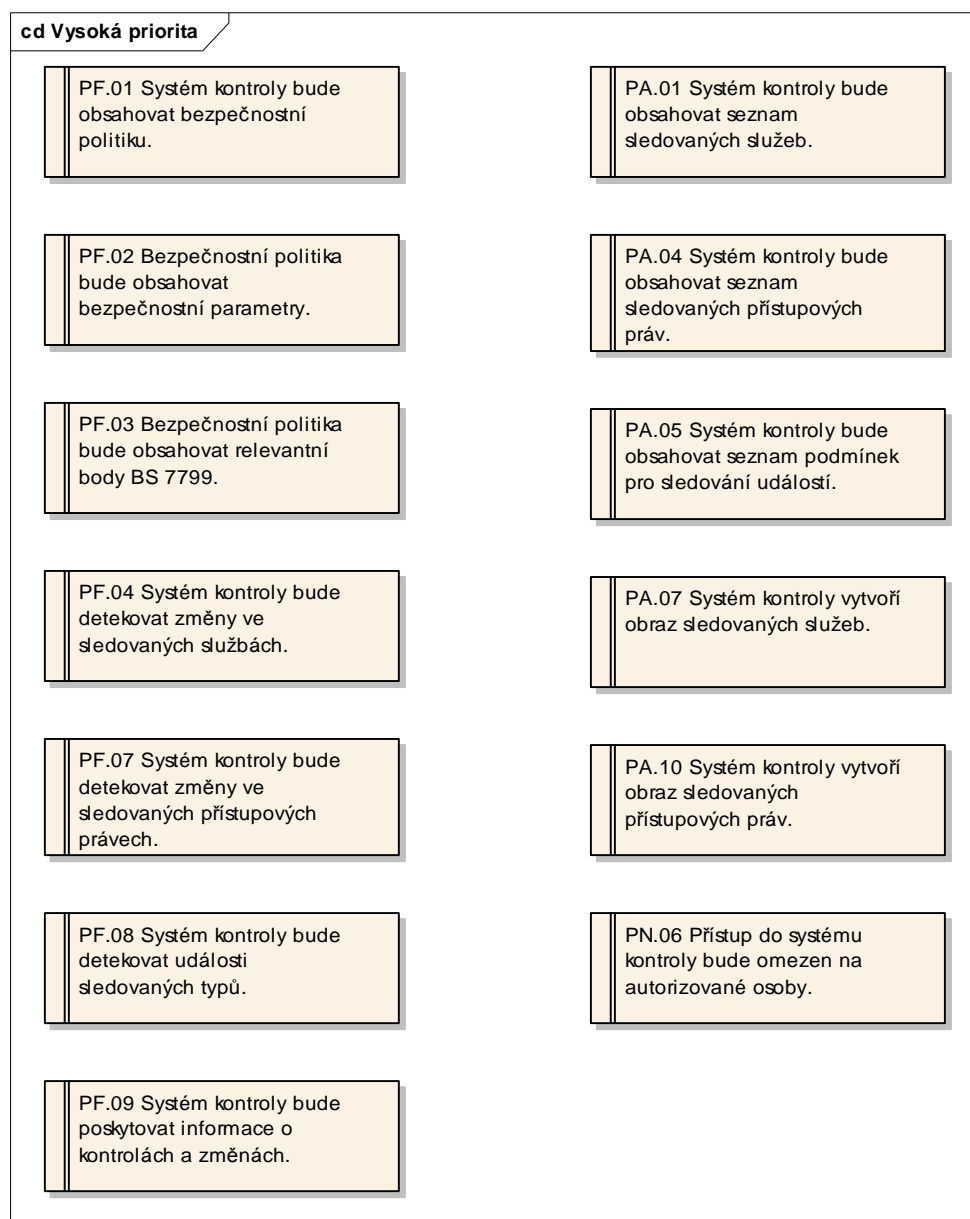 cd Vysoká priorita
PF.01 Systém kontroly bude
obsahovat bezpečnostní
politiku.
PF.02 Bezpečnostní politika
bude obsahovat
bezpečnostní parametry.
PF.03 Bezpečnostní politika
bude obsahovat relevantní
body BS 7799.
PF.04 Systém kontroly bude
detekovat změny ve
sledovaných službách.
PF.07 Systém kontroly bude
detekovat změny ve
sledovaných přístupových
právech.
PF.08 Systém kontroly bude
detekovat události
sledovaných typů.
PF.09 Systém kontroly bude
poskytovat informace o
kontrolách a změnách.
PA.01 Systém kontroly bude
obsahovat seznam
sledovaných služeb.
PA.04 Systém kontroly bude
obsahovat seznam
sledovaných přístupových
práv.
PA.05 Systém kontroly bude
obsahovat seznam podmínek
pro sledování událostí.
PA.07 Systém kontroly vytvoří
obraz sledovaných služeb.
PA.10 Systém kontroly vytvoří
obraz sledovaných
přístupových práv.
PN.06 Přístup do systému
kontroly bude omezen na
autorizované osoby.